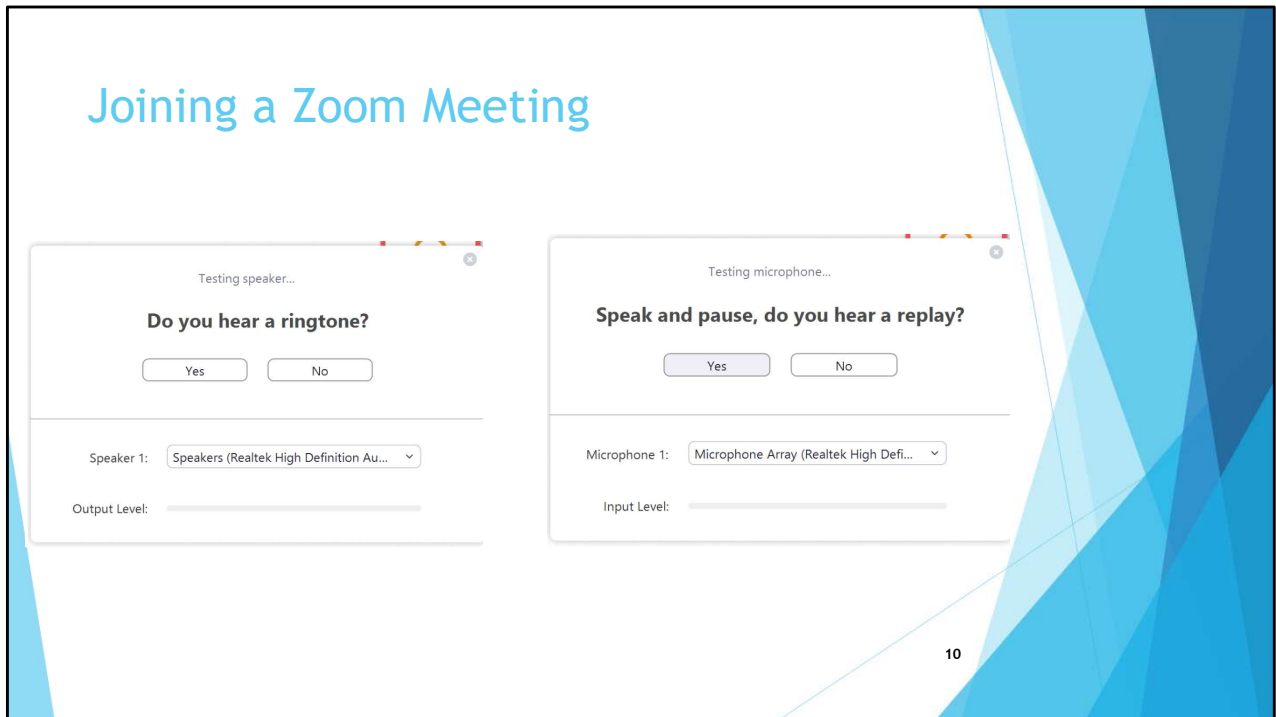 Joining a Zoom Meeting
Testing speaker...
Do you hear a ringtone?
Yes No
Speaker 1: Speakers (Realtek High Definition Au...
Output Level:
Testing microphone...
Speak and pause, do you hear a replay?
Yes No
Microphone 1: Microphone Array (Realtek High Defi...
Input Level:
10